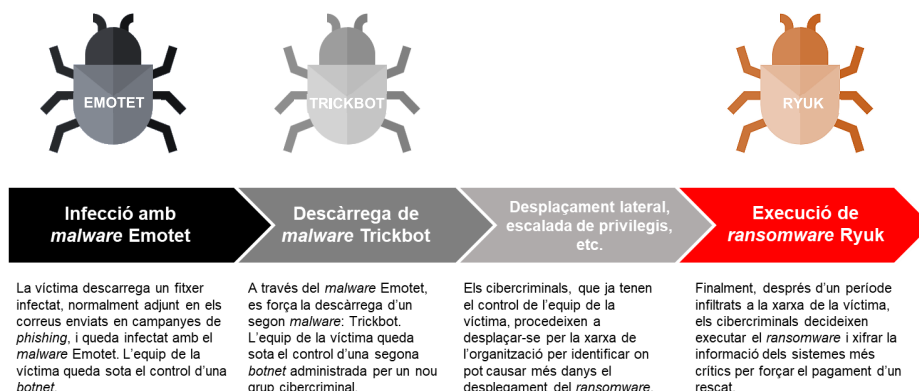 EMOTET
TRICKBOT
RYUK
Infecció amb
malware Emotet
Descàrrega de
malware Trickbot
Desplaçament lateral,
escalada de privilegis,
etc.
Execució de
ransomware Ryuk
La víctima descarrega un fitxer
infectat, normalment adjunt en els
correus enviats en campanyes de
phishing, i queda infectat amb el
malware Emotet. L'equip de la
víctima queda sota el control d'una
botnet.
A través del malware Emotet,
es força la descàrrega d'un
segon malware: Trickbot.
L'equip de la víctima queda
sota el control d'una segona
botnet administrada per un nou
grup cibercriminal.
Els cibercriminals, que ja tenen
el control de l'equip de la
víctima, procedeixen a
desplaçar-se per la xarxa de
l'organització per identificar on
pot causar més danys el
desplegament del ransomware.
Finalment, després d'un període
infiltrats a la xarxa de la víctima,
els cibercriminals decideixen
executar el ransomware i xifrar la
informació dels sistemes més
crítics per forçar el pagament d'un
rescat.